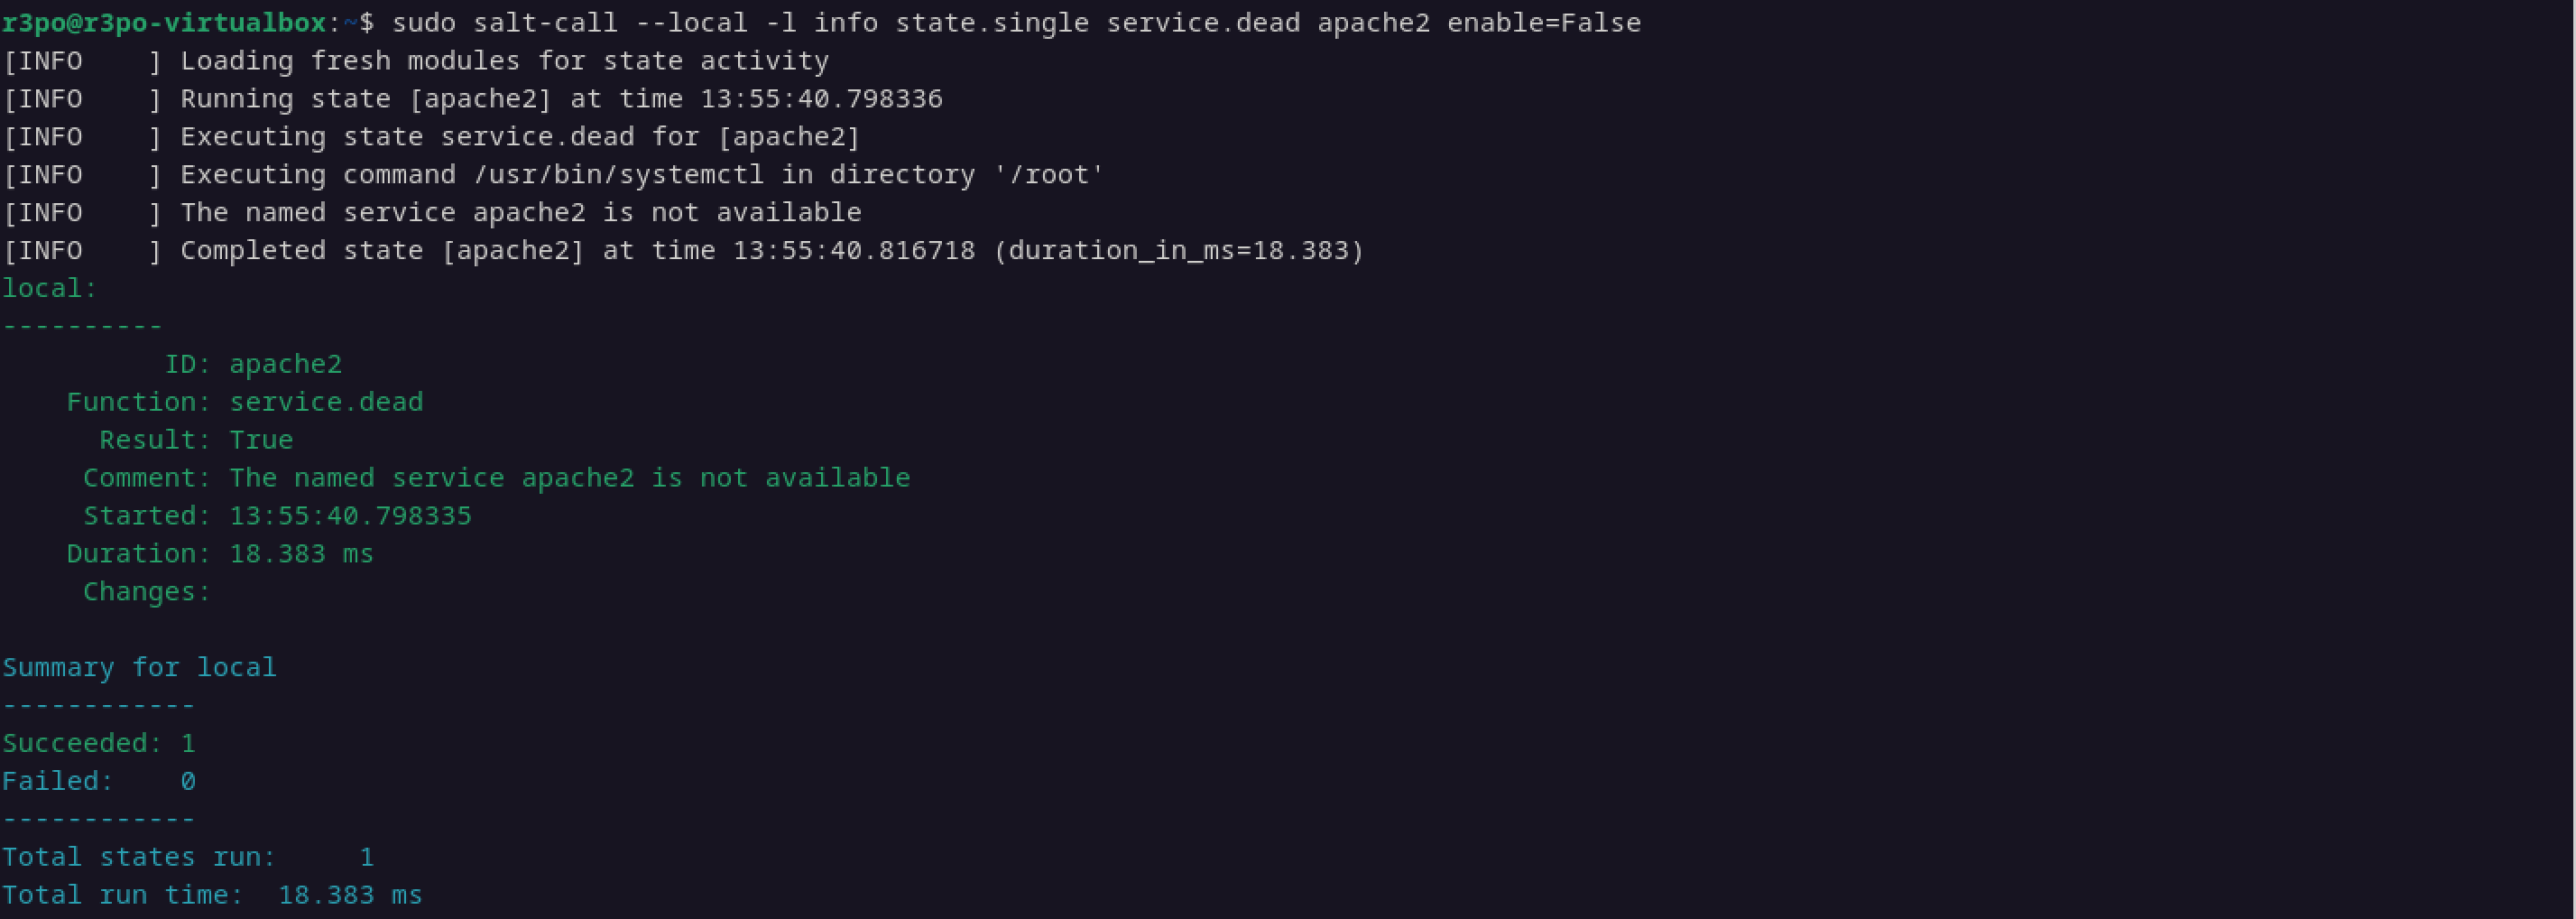 r3po@r3po-virtualbox:~$ sudo salt-call --local -l info state.single service.dead apache2 enable=False
[INFO    ] Loading fresh modules for state activity
[INFO    ] Running state [apache2] at time 13:55:40.798336
[INFO    ] Executing state service.dead for [apache2]
[INFO    ] Executing command /usr/bin/systemctl in directory '/root'
[INFO    ] The named service apache2 is not available
[INFO    ] Completed state [apache2] at time 13:55:40.816718 (duration_in_ms=18.383)
local:
----------
          ID: apache2
    Function: service.dead
      Result: True
     Comment: The named service apache2 is not available
     Started: 13:55:40.798335
    Duration: 18.383 ms
     Changes:

Summary for local
------------
Succeeded: 1
Failed:    0
------------
Total states run:     1
Total run time:  18.383 ms